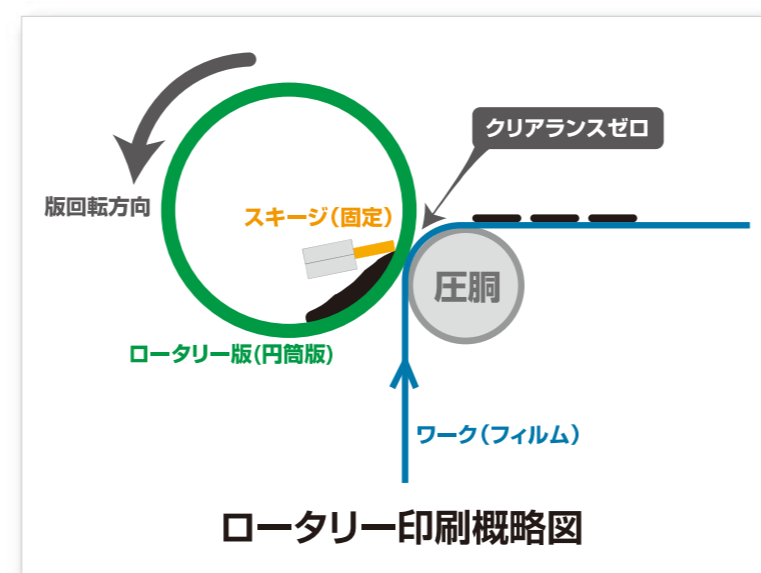 クリアランスゼロ
版回転方向
スキージ（固定）
圧胴
ロータリー版(円筒版)
ワーク（フィルム）
ロータリー印刷概略図